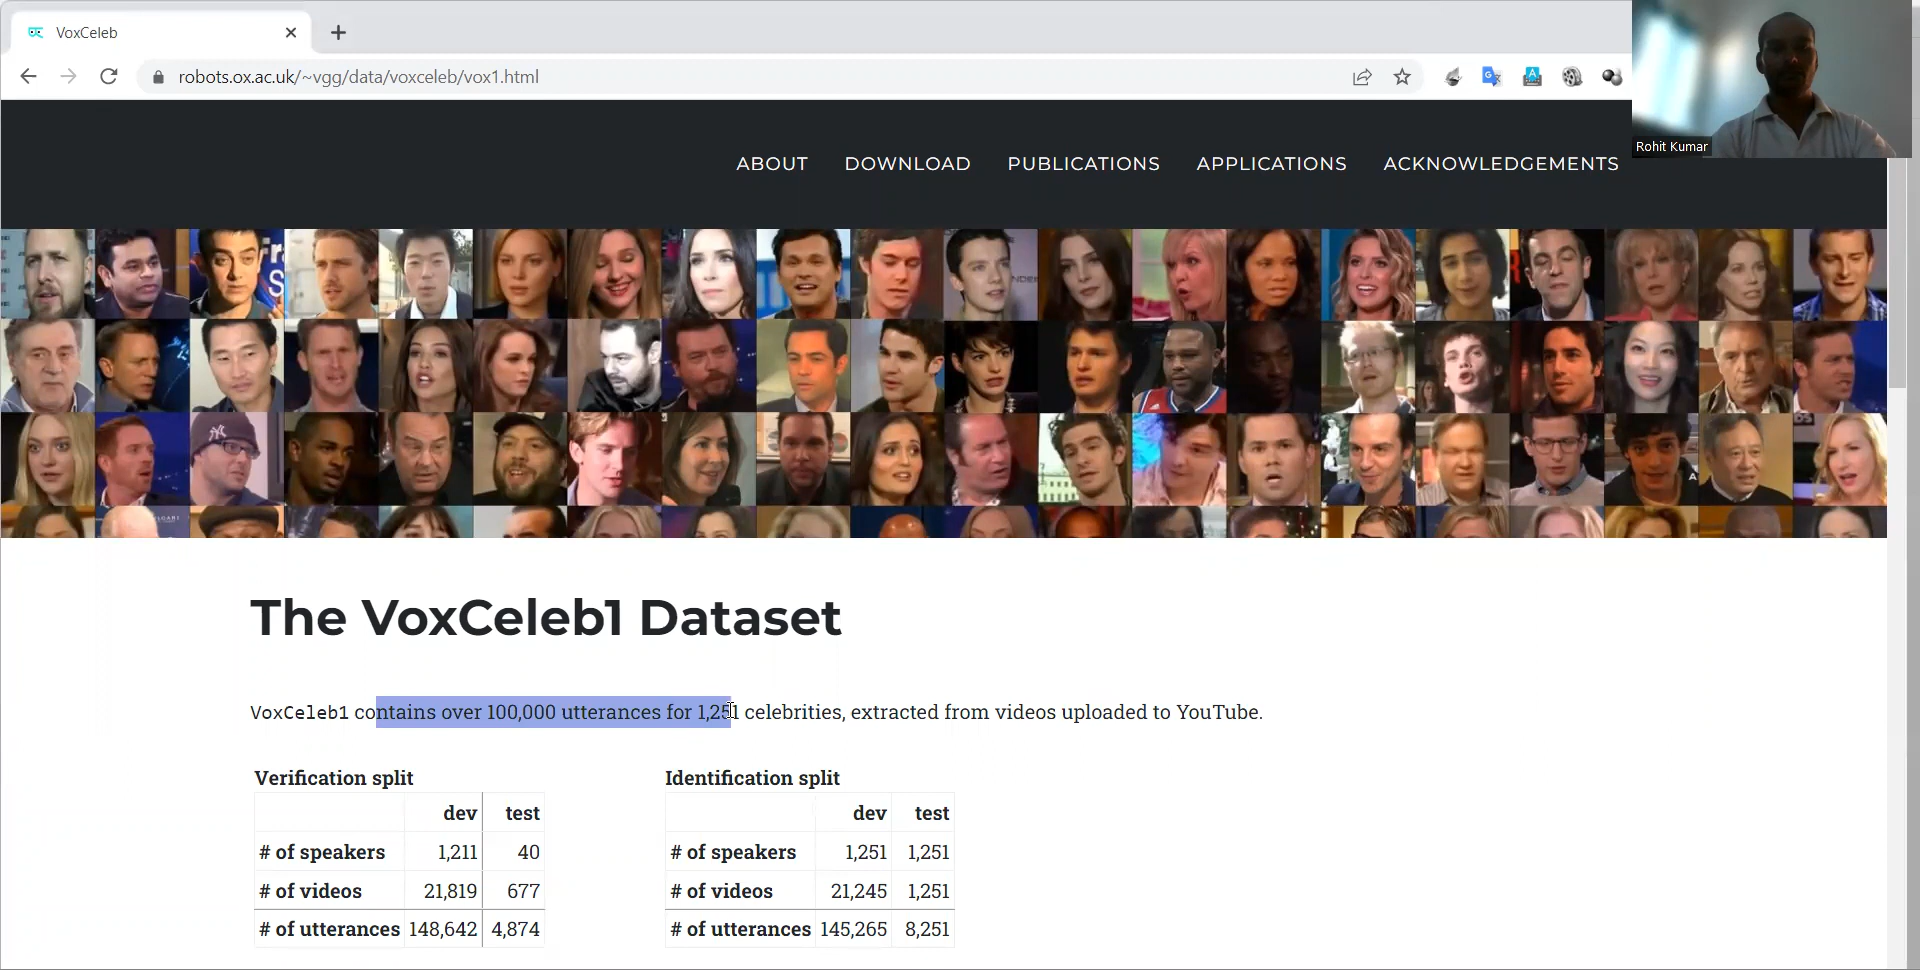 VoxCeleb
robots.ox.ac.uk/~vgg/data/voxceleb/vox1.html
Rohit Kumar
ABOUT DOWNLOAD PUBLICATIONS APPLICATIONS ACKNOWLEDGEMENTS
The VoxCeleb1 Dataset
VoxCeleb1 contains over 100,000 utterances for 1,251 celebrities, extracted from videos uploaded to YouTube.
Verification split
dev test
# of speakers 1,211 40
# of videos 21,819 677
# of utterances 148,642 4,874
Identification split
dev test
# of speakers 1,251 1,251
# of videos 21,245 1,251
# of utterances 145,265 8,251